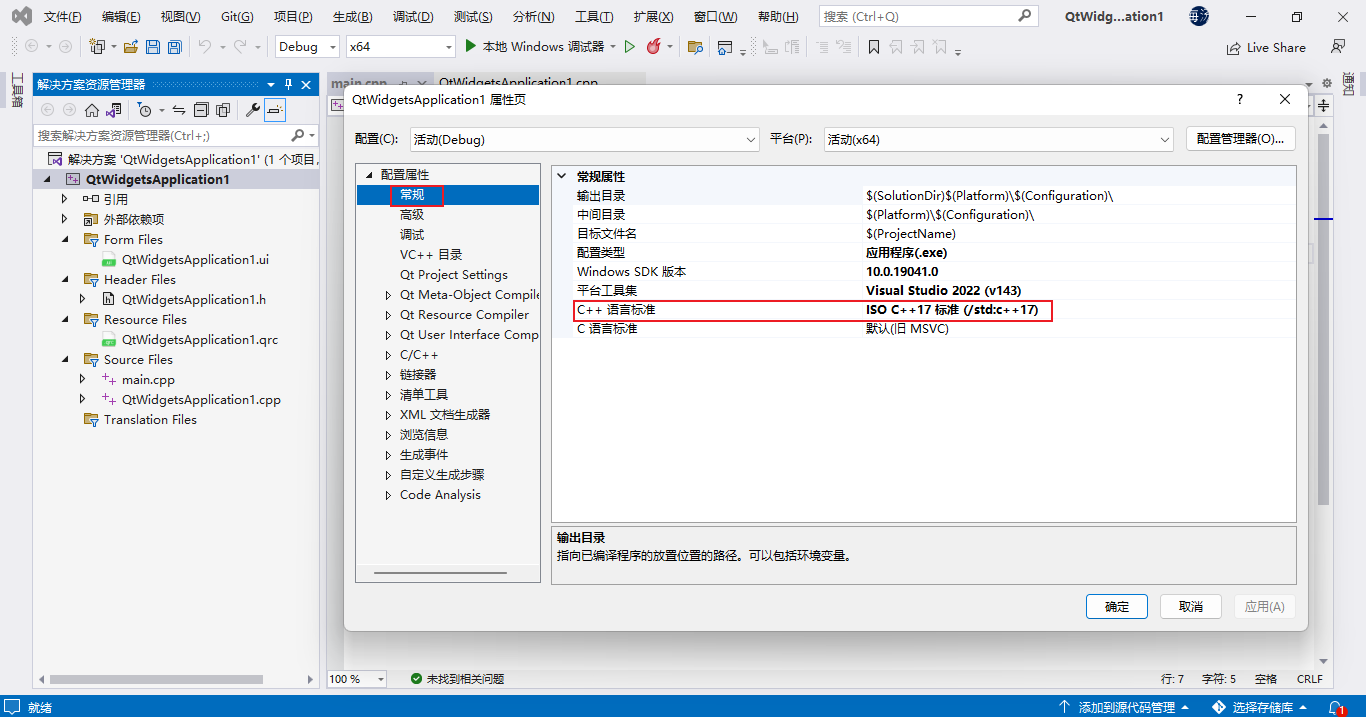 文件(F) 编辑(E) 视图(V) Git(G) 项目(P) 生成(B) 调试(D) 测试(S) 分析(N) 工具(T) 扩展(X) 窗口(W) 帮助(H) 搜索 (Ctrl+Q) QtWidg...ation1
Debug x64 本地 Windows 调试器 Live Share
工具箱
解决方案资源管理器
搜索解决方案资源管理器(Ctrl+;)
解决方案 'QtWidgetsApplication1' (1 个项目,
QtWidgetsApplication1
引用
外部依赖项
Form Files
QtWidgetsApplication1.ui
Header Files
QtWidgetsApplication1.h
Resource Files
QtWidgetsApplication1.qrc
Source Files
main.cpp
QtWidgetsApplication1.cpp
Translation Files
main.cpp QtWidgetsApplication1.cpp
通知
QtWidgetsApplication1 属性页
配置(C): 活动(Debug) 平台(P): 活动(x64) 配置管理器(O)...
配置属性
常规
高级
调试
VC++ 目录
Qt Project Settings
Qt Meta-Object Compile
Qt Resource Compiler
Qt User Interface Comp
C/C++
链接器
清单工具
XML 文档生成器
浏览信息
生成事件
自定义生成步骤
Code Analysis
常规属性
输出目录 $(SolutionDir)$(Platform)\$(Configuration)\
中间目录 $(Platform)\$(Configuration)\
目标文件名 $(ProjectName)
配置类型 应用程序(.exe)
Windows SDK 版本 10.0.19041.0
平台工具集 Visual Studio 2022 (v143)
C++ 语言标准 ISO C++17 标准 (/std:c++17)
C 语言标准 默认(旧 MSVC)
输出目录
指向已编译程序的放置位置的路径。可以包括环境变量。
确定 取消 应用(A)
100 % 未找到相关问题 行: 7 字符: 5 空格 CRLF
就绪 添加到源代码管理 选择存储库 1